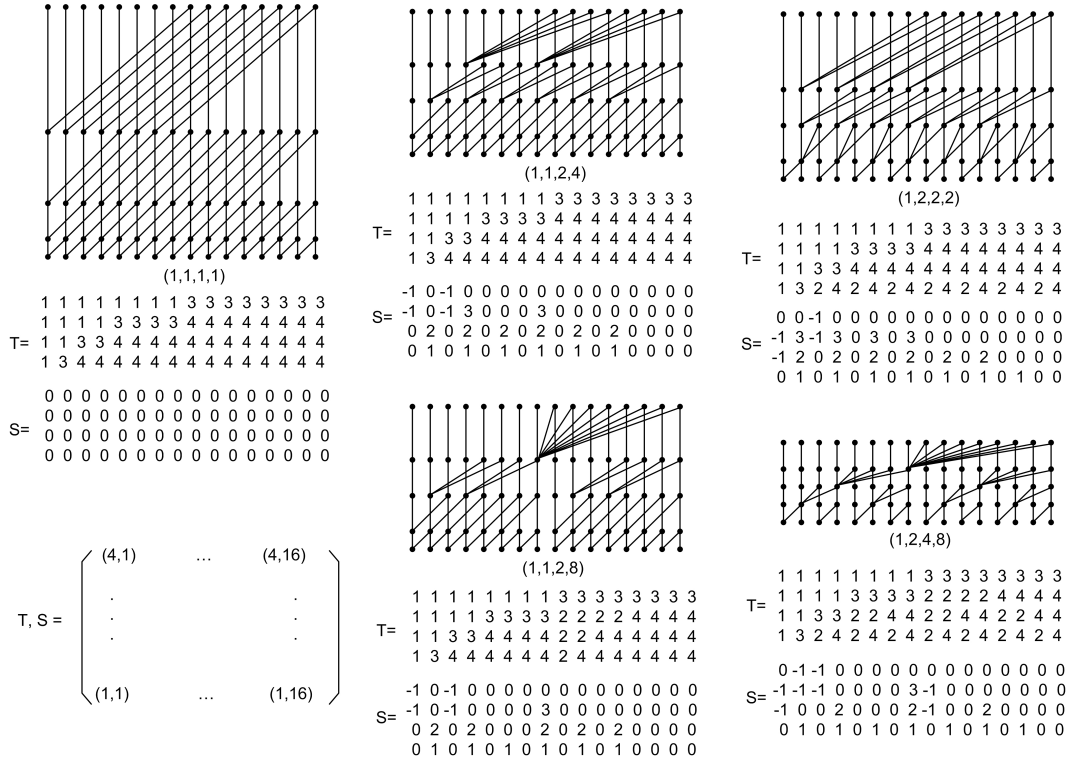 (1,1,1,1)
1 1 1 1 1 1 1 1 3 3 3 3 3 3 3 3
1 1 1 1 3 3 3 3 4 4 4 4 4 4 4 4
T= 1 1 3 3 4 4 4 4 4 4 4 4 4 4 4 4
1 3 4 4 4 4 4 4 4 4 4 4 4 4 4 4
0 0 0 0 0 0 0 0 0 0 0 0 0 0 0 0
0 0 0 0 0 0 0 0 0 0 0 0 0 0 0 0
S= 0 0 0 0 0 0 0 0 0 0 0 0 0 0 0 0
0 0 0 0 0 0 0 0 0 0 0 0 0 0 0 0
(4,1) ... (4,16)
. .
T, S = . .
. .
(1,1) ... (1,16)
(1,1,2,4)
1 1 1 1 1 1 1 1 3 3 3 3 3 3 3 3
1 1 1 1 3 3 3 3 4 4 4 4 4 4 4 4
T= 1 1 3 3 4 4 4 4 4 4 4 4 4 4 4 4
1 3 4 4 4 4 4 4 4 4 4 4 4 4 4 4
-1 0 -1 0 0 0 0 0 0 0 0 0 0 0 0 0
-1 0 -1 3 0 0 0 3 0 0 0 0 0 0 0 0
S= 0 2 0 2 0 2 0 2 0 2 0 2 0 0 0 0
0 1 0 1 0 1 0 1 0 1 0 1 0 0 0 0
(1,1,2,8)
1 1 1 1 1 1 1 1 3 3 3 3 3 3 3 3
1 1 1 1 3 3 3 3 2 2 2 2 4 4 4 4
T= 1 1 3 3 4 4 4 4 2 2 4 4 4 4 4 4
1 3 4 4 4 4 4 4 2 4 4 4 4 4 4 4
-1 0 -1 0 0 0 0 0 0 0 0 0 0 0 0 0
-1 0 -1 0 0 0 0 3 0 0 0 0 0 0 0 0
S= 0 2 0 2 0 0 0 2 0 2 0 0 0 0 0 0
0 1 0 1 0 1 0 1 0 1 0 1 0 0 0 0
(1,2,2,2)
1 1 1 1 1 1 1 1 3 3 3 3 3 3 3 3
1 1 1 1 3 3 3 3 4 4 4 4 4 4 4 4
T= 1 1 3 3 4 4 4 4 4 4 4 4 4 4 4 4
1 3 2 4 2 4 2 4 2 4 2 4 2 4 2 4
0 0 -1 0 0 0 0 0 0 0 0 0 0 0 0 0
S= -1 3 -1 3 0 3 0 3 0 0 0 0 0 0 0 0
-1 2 0 2 0 2 0 2 0 2 0 2 0 0 0 0
0 1 0 1 0 1 0 1 0 1 0 1 0 1 0 0
(1,2,4,8)
1 1 1 1 1 1 1 1 3 3 3 3 3 3 3 3
1 1 1 1 3 3 3 3 2 2 2 2 4 4 4 4
T= 1 1 3 3 2 2 4 4 2 2 4 4 2 2 4 4
1 3 2 4 2 4 2 4 2 4 2 4 2 4 2 4
0 -1 -1 0 0 0 0 0 0 0 0 0 0 0 0 0
S= -1 -1 -1 0 0 0 0 3 -1 0 0 0 0 0 0 0
-1 0 0 2 0 0 0 2 -1 0 0 2 0 0 0 0
0 1 0 1 0 1 0 1 0 1 0 1 0 1 0 0